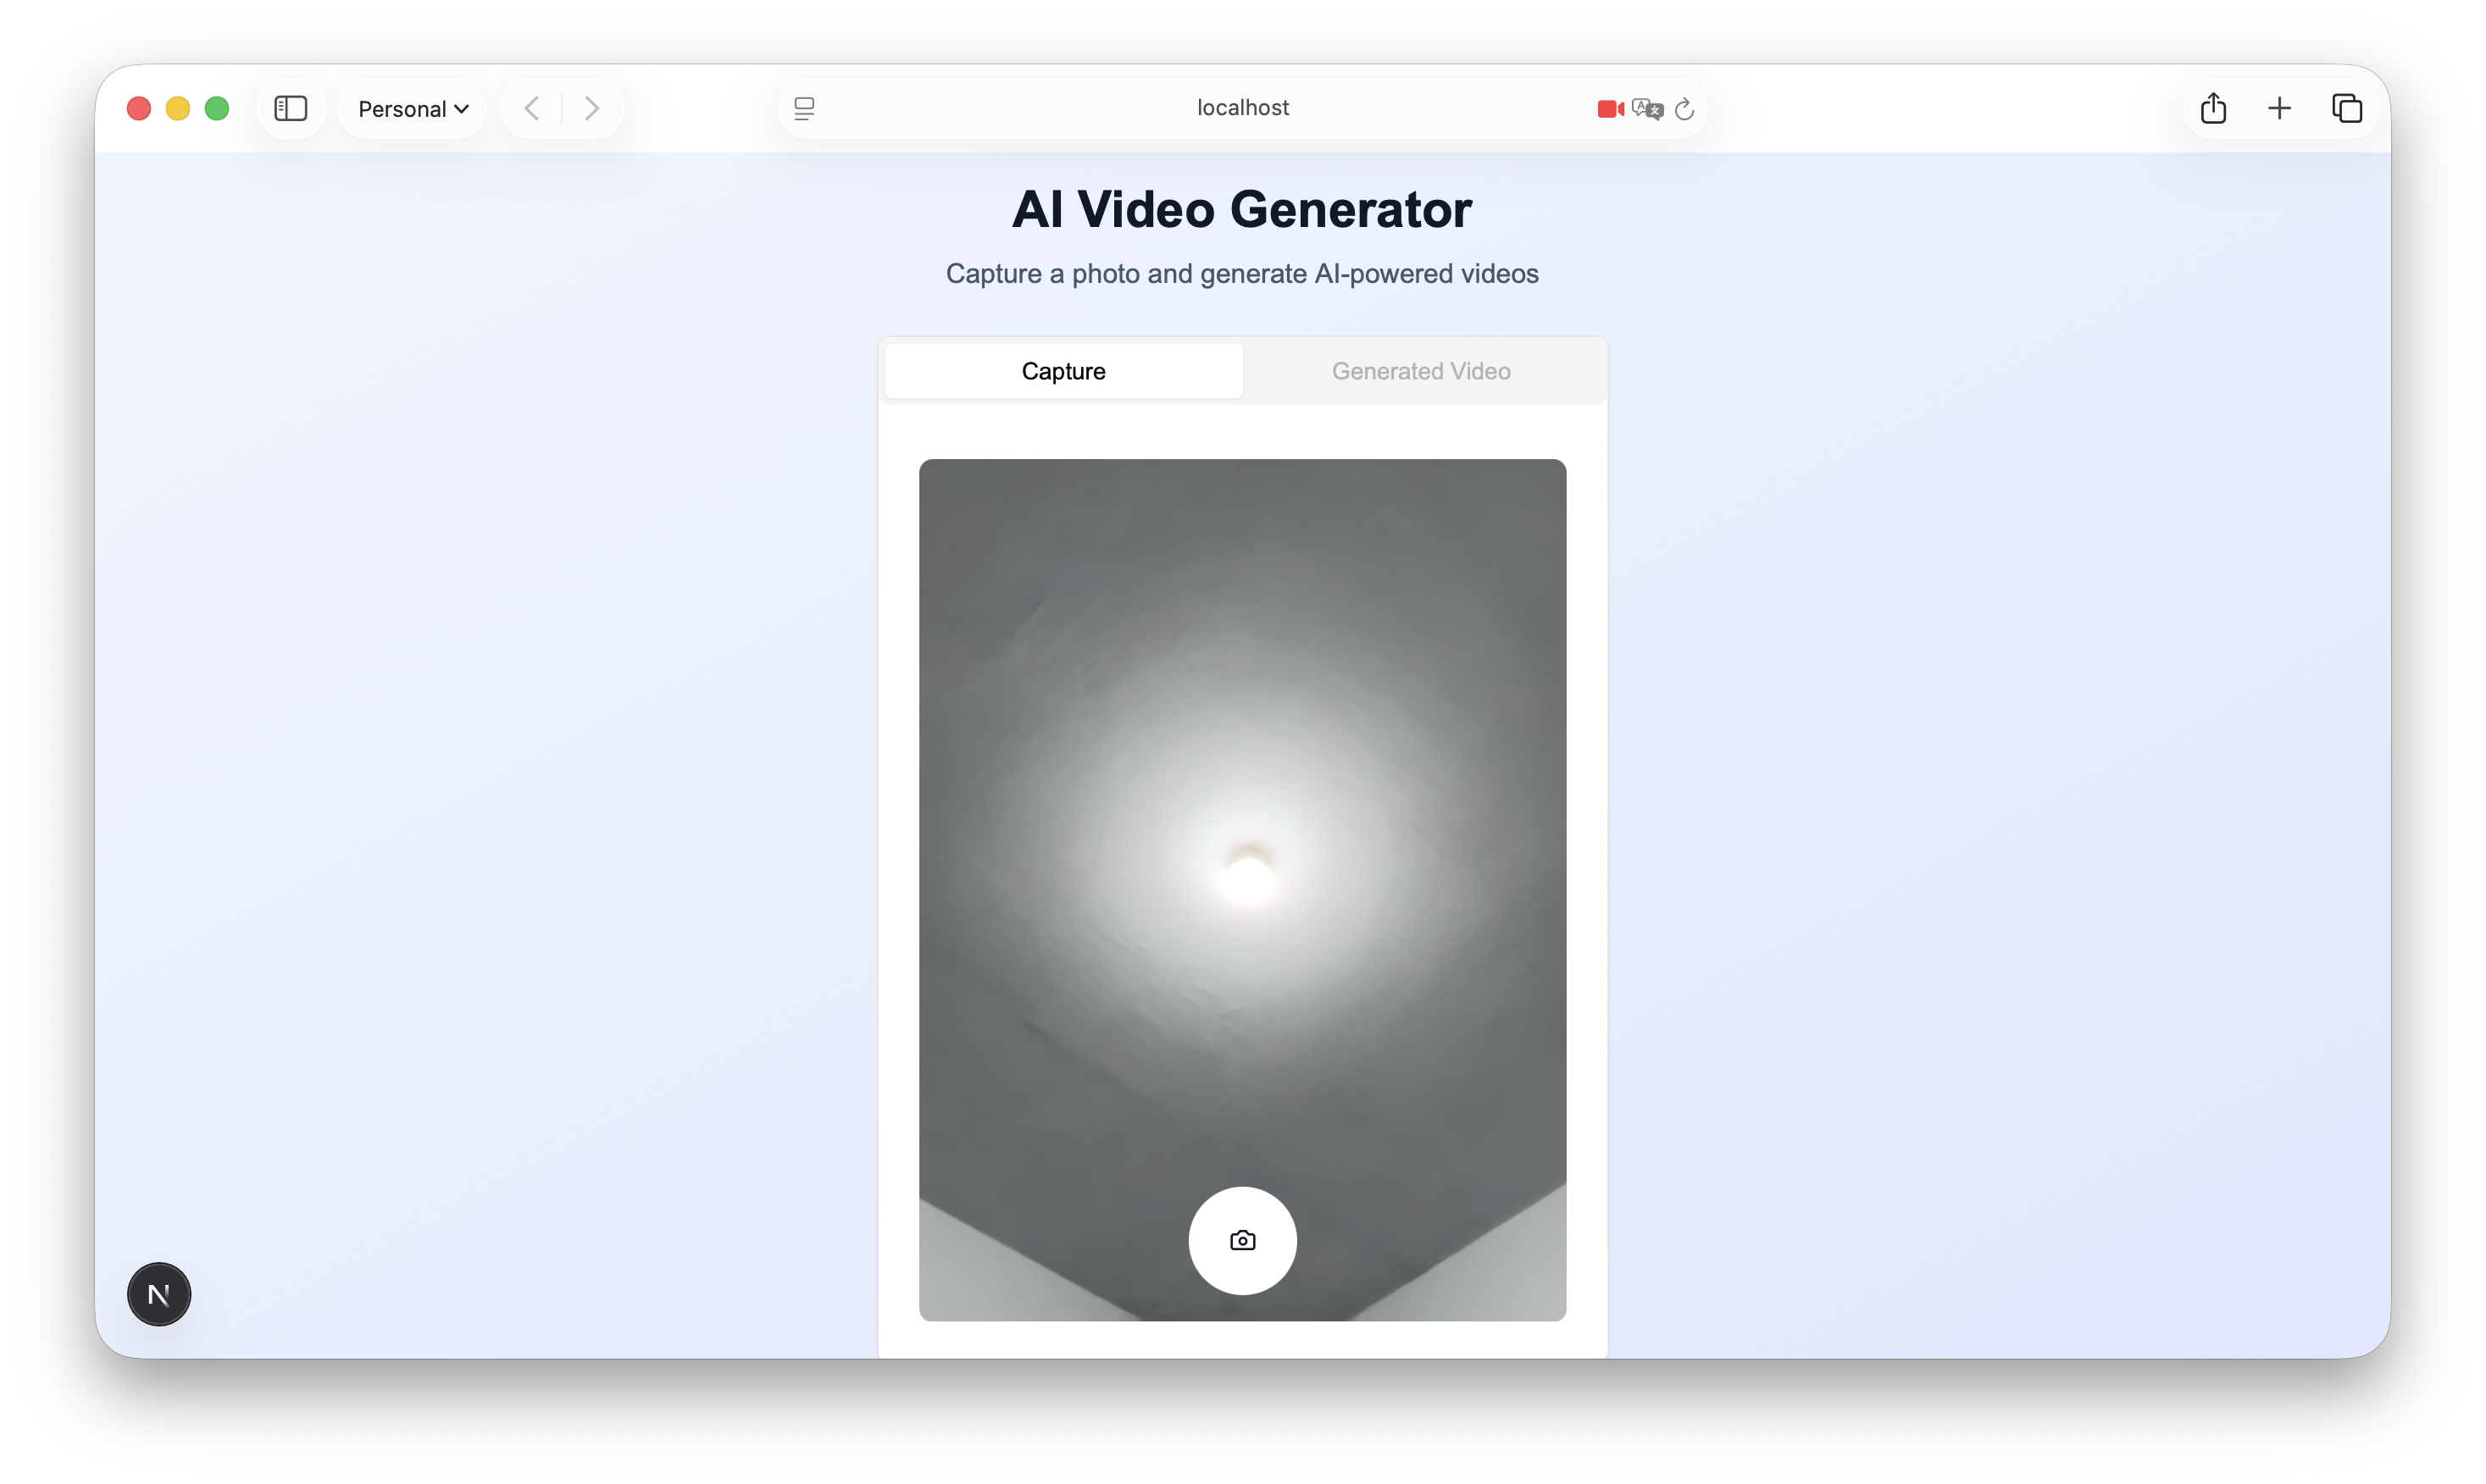 Personal
localhost
AI Video Generator
Capture a photo and generate AI-powered videos
Capture
Generated Video
N